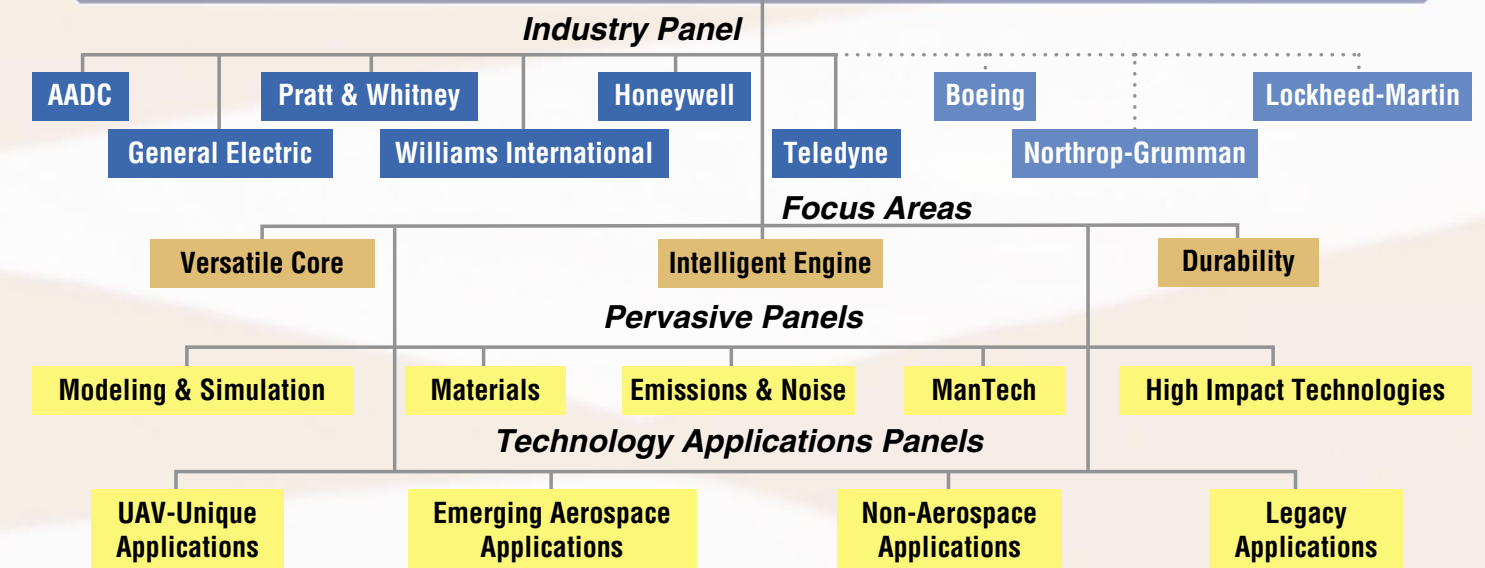 Industry Panel
AADC
Pratt & Whitney
Honeywell
Boeing
Lockheed-Martin
General Electric
Williams International
Teledyne
Northrop-Grumman
Focus Areas
Versatile Core
Intelligent Engine
Durability
Pervasive Panels
Modeling & Simulation
Materials
Emissions & Noise
ManTech
High Impact Technologies
Technology Applications Panels
UAV-Unique
Applications
Emerging Aerospace
Applications
Non-Aerospace
Applications
Legacy
Applications